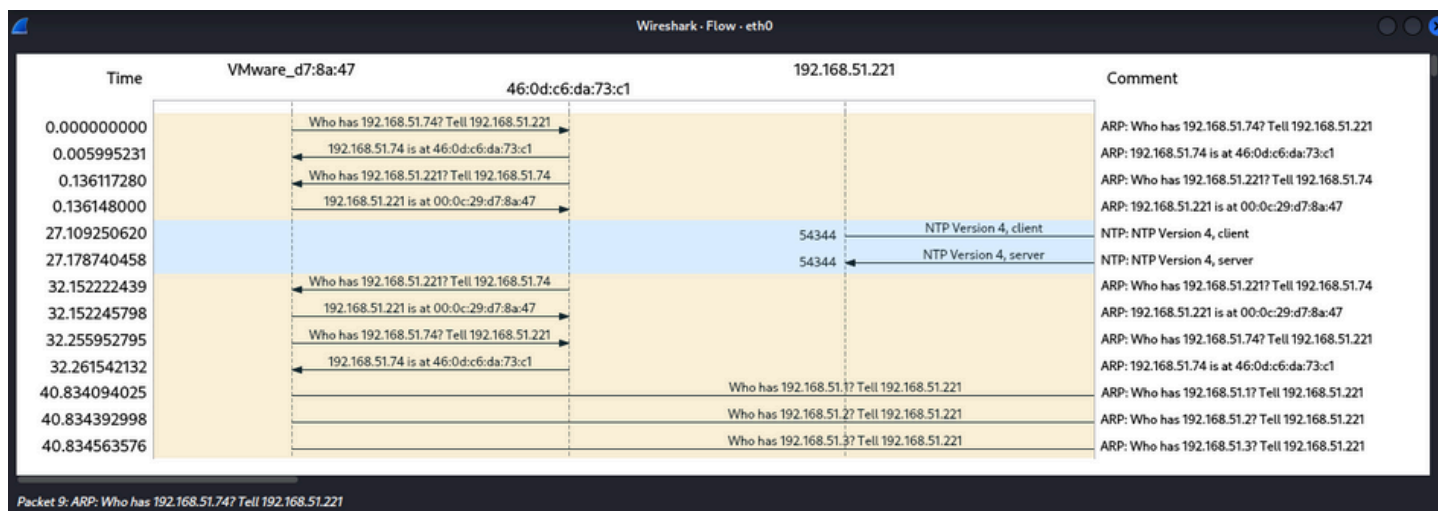 Wireshark · Flow · eth0
Time VMware_d7:8a:47 46:0d:c6:da:73:c1 192.168.51.221 Comment
0.000000000 Who has 192.168.51.74? Tell 192.168.51.221 ARP: Who has 192.168.51.74? Tell 192.168.51.221
0.005995231 192.168.51.74 is at 46:0d:c6:da:73:c1 ARP: 192.168.51.74 is at 46:0d:c6:da:73:c1
0.136117280 Who has 192.168.51.221? Tell 192.168.51.74 ARP: Who has 192.168.51.221? Tell 192.168.51.74
0.136148000 192.168.51.221 is at 00:0c:29:d7:8a:47 ARP: 192.168.51.221 is at 00:0c:29:d7:8a:47
27.109250620 54344 NTP Version 4, client NTP: NTP Version 4, client
27.178740458 54344 NTP Version 4, server NTP: NTP Version 4, server
32.152222439 Who has 192.168.51.221? Tell 192.168.51.74 ARP: Who has 192.168.51.221? Tell 192.168.51.74
32.152245798 192.168.51.221 is at 00:0c:29:d7:8a:47 ARP: 192.168.51.221 is at 00:0c:29:d7:8a:47
32.255952795 Who has 192.168.51.74? Tell 192.168.51.221 ARP: Who has 192.168.51.74? Tell 192.168.51.221
32.261542132 192.168.51.74 is at 46:0d:c6:da:73:c1 ARP: 192.168.51.74 is at 46:0d:c6:da:73:c1
40.834094025 Who has 192.168.51.1? Tell 192.168.51.221 ARP: Who has 192.168.51.1? Tell 192.168.51.221
40.834392998 Who has 192.168.51.2? Tell 192.168.51.221 ARP: Who has 192.168.51.2? Tell 192.168.51.221
40.834563576 Who has 192.168.51.3? Tell 192.168.51.221 ARP: Who has 192.168.51.3? Tell 192.168.51.221
Packet 9: ARP: Who has 192.168.51.74? Tell 192.168.51.221